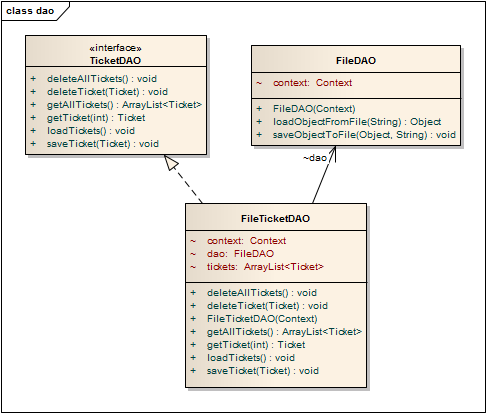 class dao
«interface»
TicketDAO
+ deleteAllTickets() : void
+ deleteTicket(Ticket) : void
+ getAllTickets() : ArrayList<Ticket>
+ getTicket(int) : Ticket
+ loadTickets() : void
+ saveTicket(Ticket) : void
FileDAO
~ context: Context
+ FileDAO(Context)
+ loadObjectFromFile(String) : Object
+ saveObjectToFile(Object, String) : void
~dao
FileTicketDAO
~ context: Context
~ dao: FileDAO
~ tickets: ArrayList<Ticket>
+ deleteAllTickets() : void
+ deleteTicket(Ticket) : void
+ FileTicketDAO(Context)
+ getAllTickets() : ArrayList<Ticket>
+ getTicket(int) : Ticket
+ loadTickets() : void
+ saveTicket(Ticket) : void